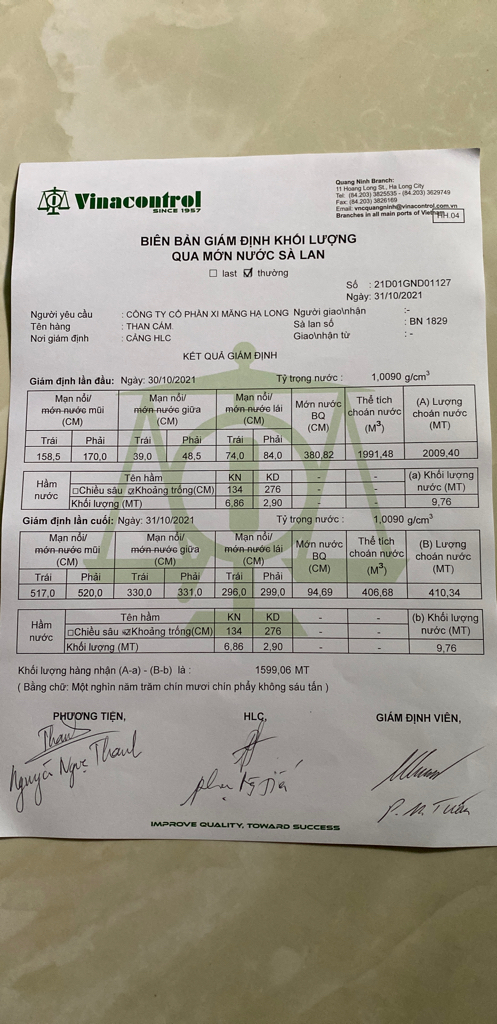 Vinacontrol
SINCE 1957
Quang Ninh Branch:
11 Hoang Long St., Ha Long City
Tel: (84.203) 3825535 - (84.203) 3629749
Fax: (84.203) 3826169
Email: vncquangninh@vinacontrol.com.vn
Branches in all main ports of Vietnam
HH.04
BIÊN BẢN GIÁM ĐỊNH KHỐI LƯỢNG
QUA MỚN NƯỚC SÀ LAN
☐ last ☑ thường
Số : 21D01GND01127
Ngày: 31/10/2021
Người yêu cầu : CÔNG TY CỔ PHẦN XI MĂNG HẠ LONG Người giao\nhận :-
Tên hàng : THAN CÁM. Sà lan số : BN 1829
Nơi giám định : CẢNG HLC Giao\nhận từ : -
KẾT QUẢ GIÁM ĐỊNH
Giám định lần đầu: Ngày: 30/10/2021 Tỷ trọng nước : 1,0090 g/cm³
Mạn nổi/ Mạn nổi/ Mạn nổi/ Mớn nước Thể tích (A) Lượng
mớn nước mũi mớn nước giữa mớn nước lái BQ choán nước choán nước
(CM) (CM) (CM) (CM) (M³) (MT)
Trái Phải Trái Phải Trái Phải
158,5 170,0 39,0 48,5 74,0 84,0 380,82 1991,48 2009,40
Hầm nước Tên hầm KN KD - - (a) Khối lượng nước (MT)
☐Chiều sâu ☑Khoảng trống(CM) 134 276 - -
Khối lượng (MT) 6,86 2,90 - - 9,76
Giám định lần cuối: Ngày: 31/10/2021 Tỷ trọng nước : 1,0090 g/cm³
Mạn nổi/ Mạn nổi/ Mạn nổi/ Mớn nước Thể tích (B) Lượng
mớn nước mũi mớn nước giữa mớn nước lái BQ choán nước choán nước
(CM) (CM) (CM) (CM) (M³) (MT)
Trái Phải Trái Phải Trái Phải
517,0 520,0 330,0 331,0 296,0 299,0 94,69 406,68 410,34
Hầm nước Tên hầm KN KD - - (b) Khối lượng nước (MT)
☐Chiều sâu ☑Khoảng trống(CM) 134 276 - -
Khối lượng (MT) 6,86 2,90 - - 9,76
Khối lượng hàng nhận (A-a) - (B-b) là : 1599,06 MT
( Bằng chữ: Một nghìn năm trăm chín mươi chín phẩy không sáu tấn )
PHƯƠNG TIỆN, HLC, GIÁM ĐỊNH VIÊN,
Thanh
Nguyễn Ngọc Thanh
P. M. Tuấn
IMPROVE QUALITY, TOWARD SUCCESS